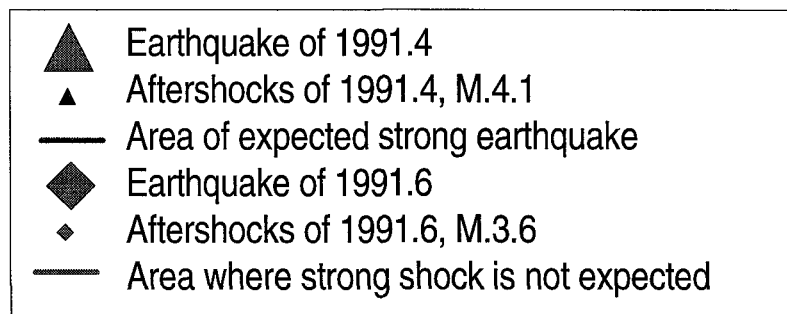 Earthquake of 1991.4
Aftershocks of 1991.4, M.4.1
Area of expected strong earthquake
Earthquake of 1991.6
Aftershocks of 1991.6, M.3.6
Area where strong shock is not expected